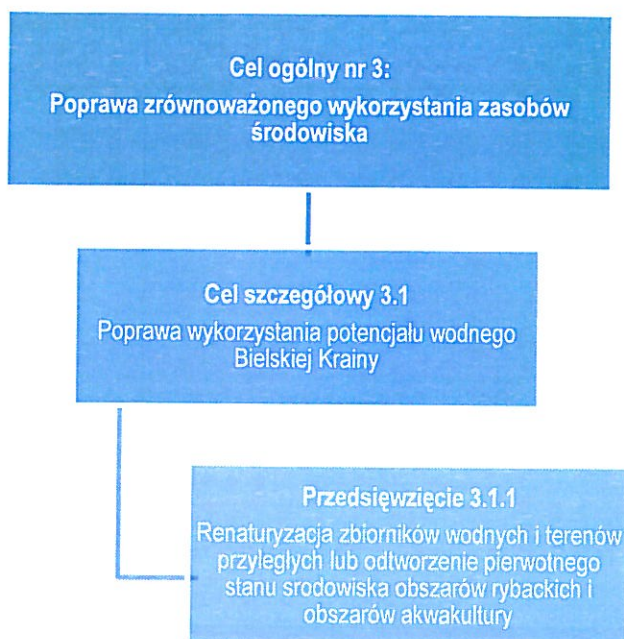 Cel ogólny nr 3:
Poprawa zrównoważonego wykorzystania zasobów
środowiska
Cel szczegółowy 3.1
Poprawa wykorzystania potencjału wodnego
Bielskiej Krainy
Przedsięwzięcie 3.1.1
Renaturyzacja zbiorników wodnych i terenów
przyległych lub odtworzenie pierwotnego
stanu srodowiska obszarów rybackich i
obszarów akwakultury